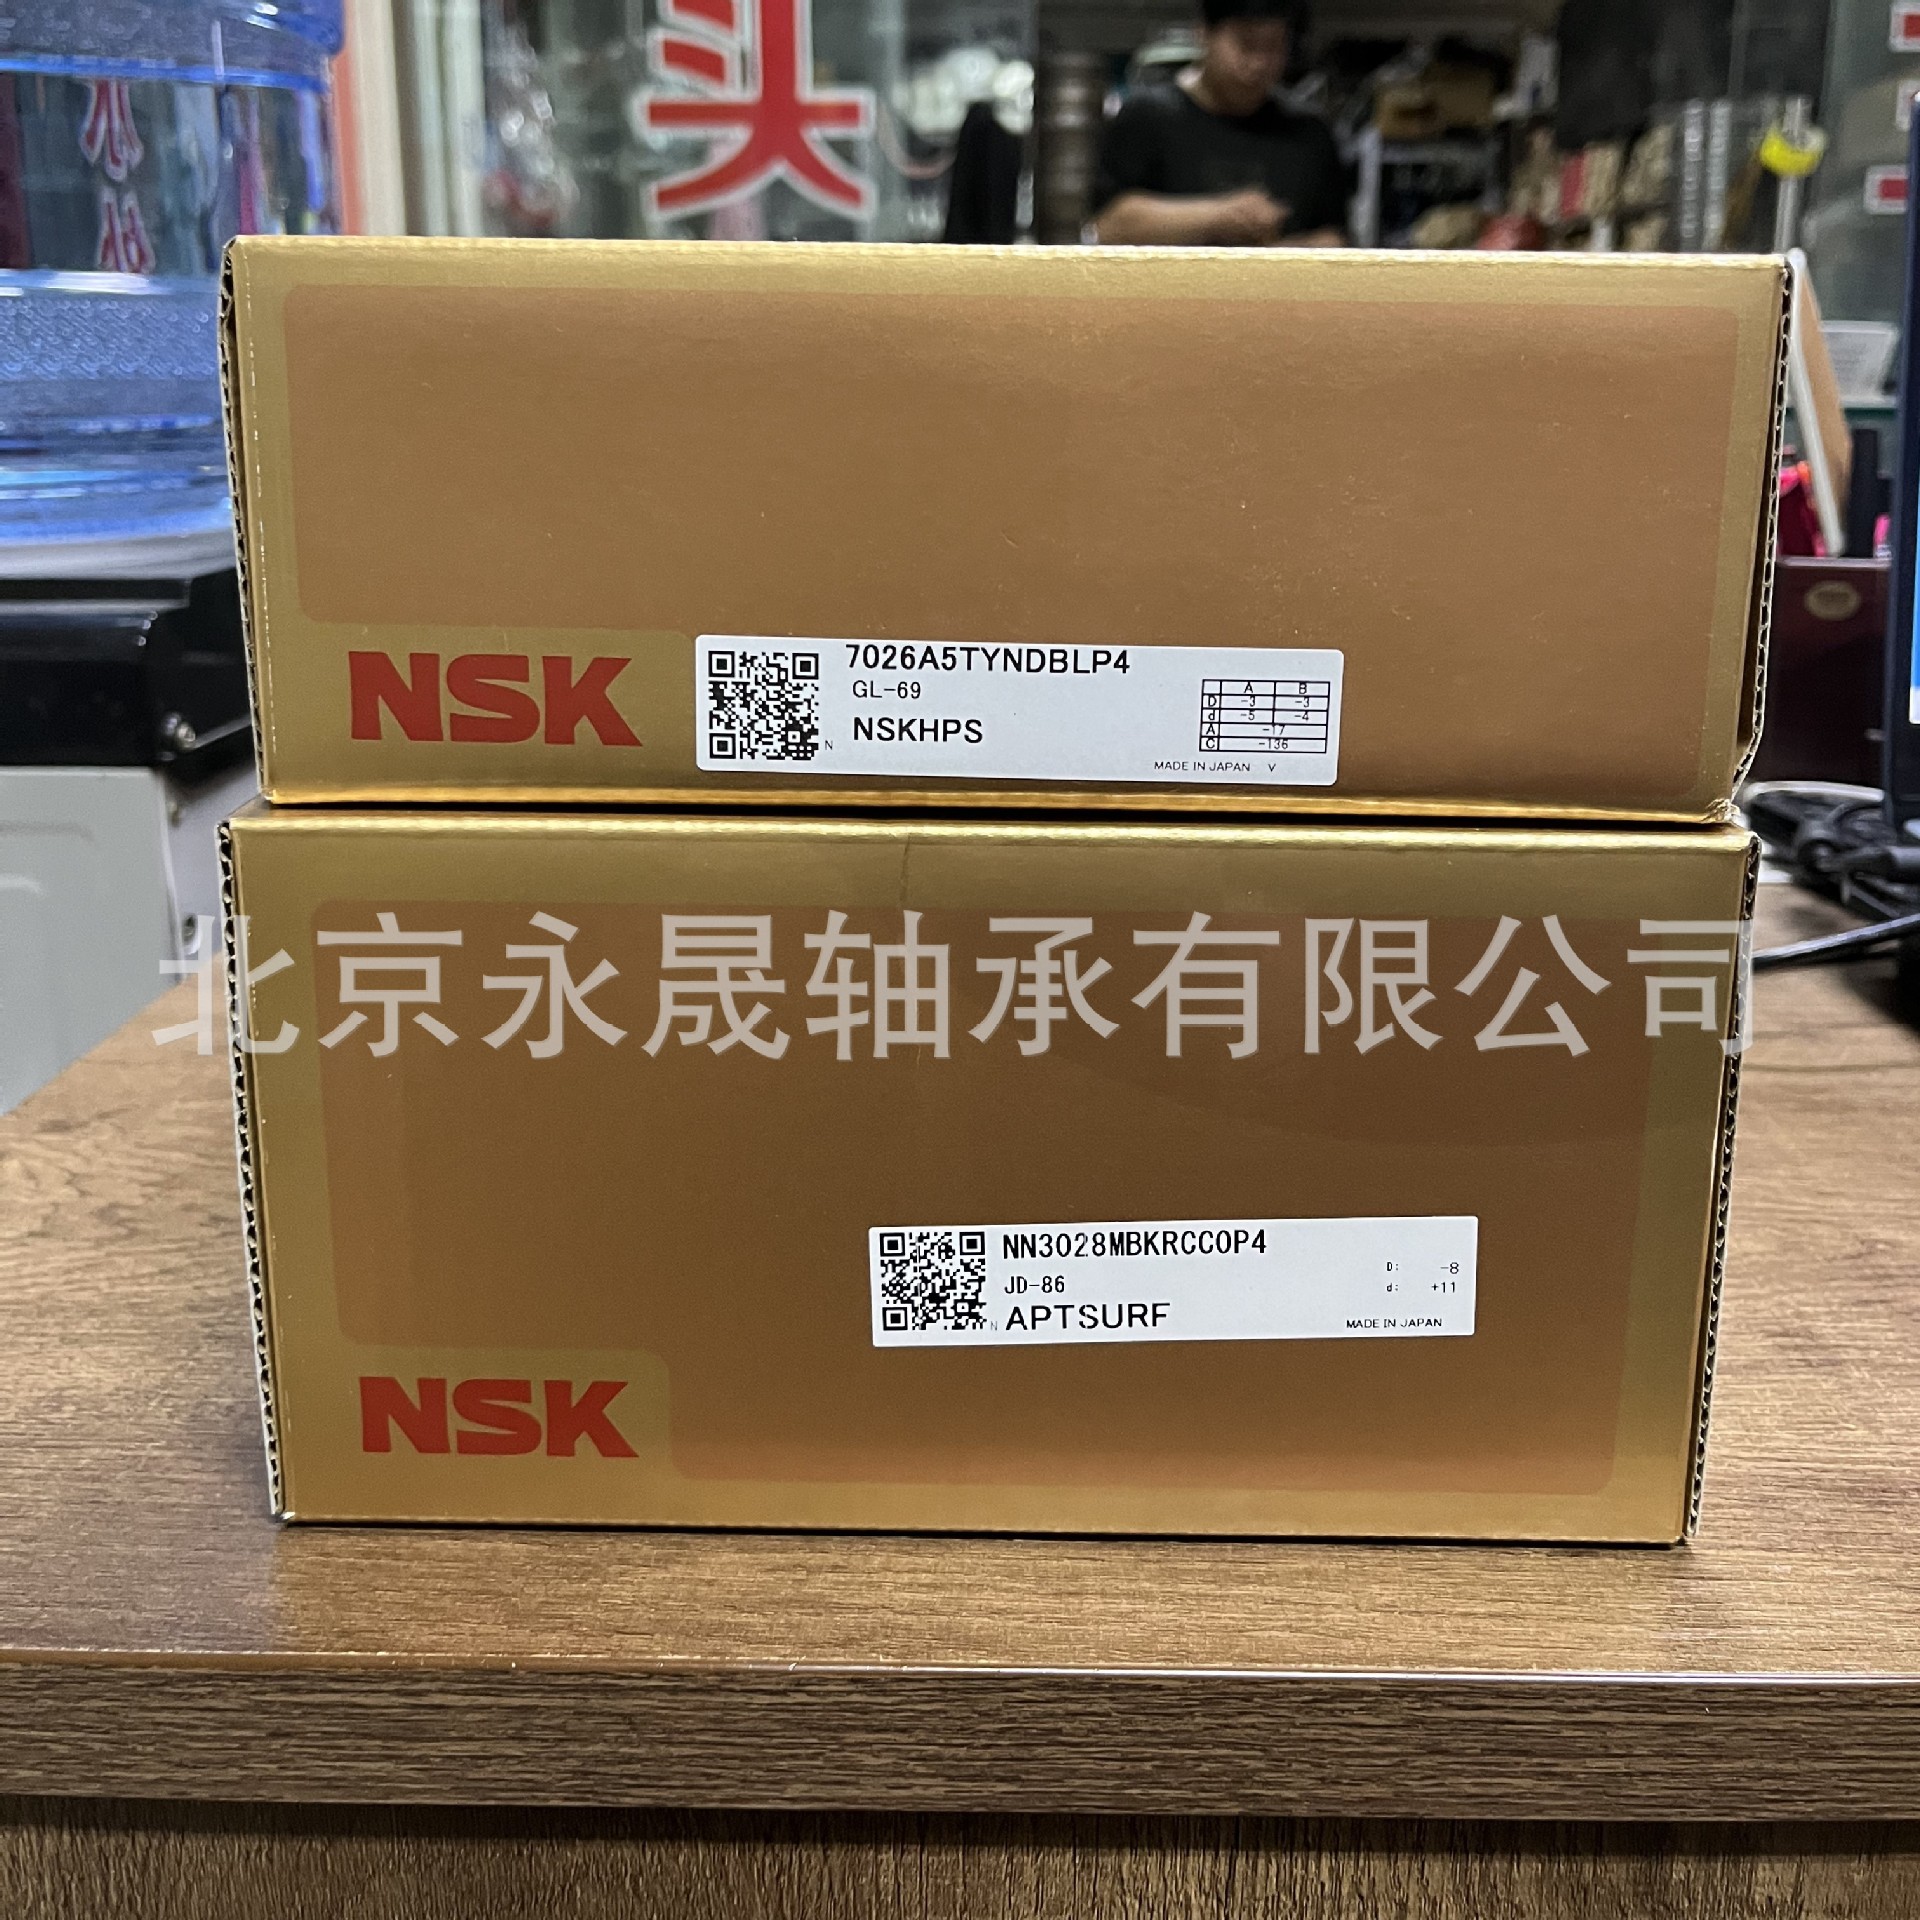 头
NSK
7026A5TYNDBLP4
GL-69
NSKHPS
N
A B
D -3 -3
d -5 -4
A -17
C -136
MADE IN JAPAN V
北京永晟轴承有限公司
NN3028MBKRCC0P4
JD-86
APTSURF
N
D: -8
d: +11
MADE IN JAPAN
NSK